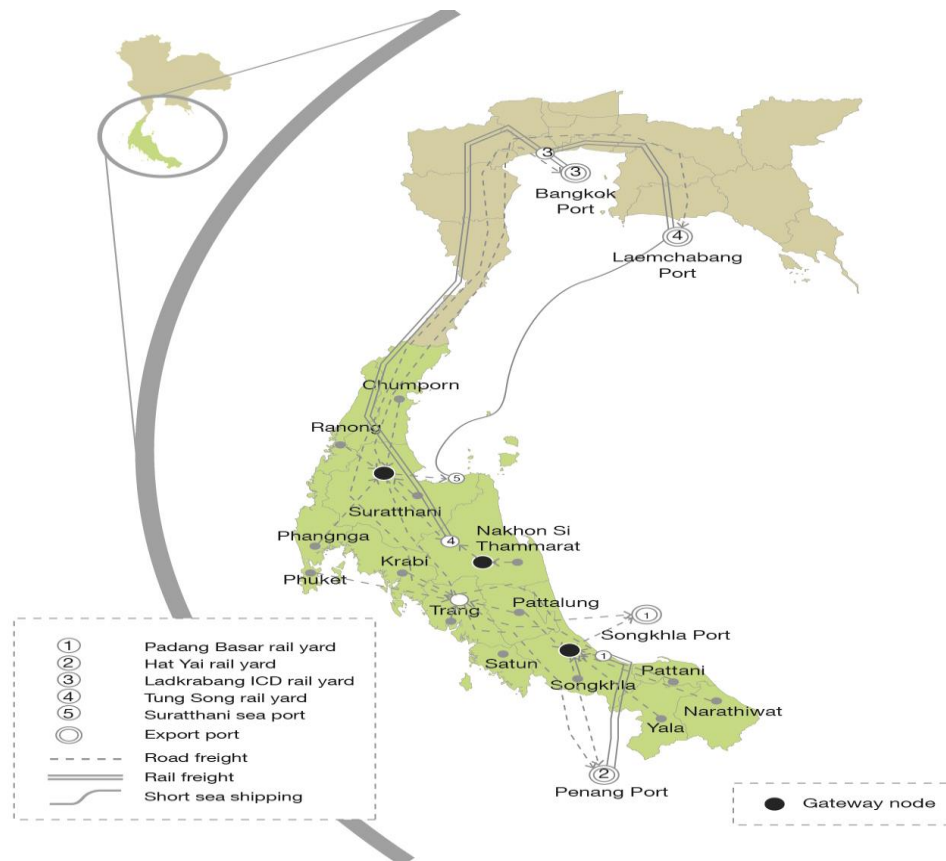 3
3
Bangkok
Port
4
Laemchabang
Port
Chumporn
Ranong
5
Suratthani
Nakhon Si
Thammarat
4
Phangnga
Krabi
Phuket
Trang
Pattalung
1
Songkhla Port
1
Satun
Songkhla
Pattani
Narathiwat
Yala
2
Penang Port
1 Padang Basar rail yard
2 Hat Yai rail yard
3 Ladkrabang ICD rail yard
4 Tung Song rail yard
5 Suratthani sea port
Export port
Road freight
Rail freight
Short sea shipping
Gateway node